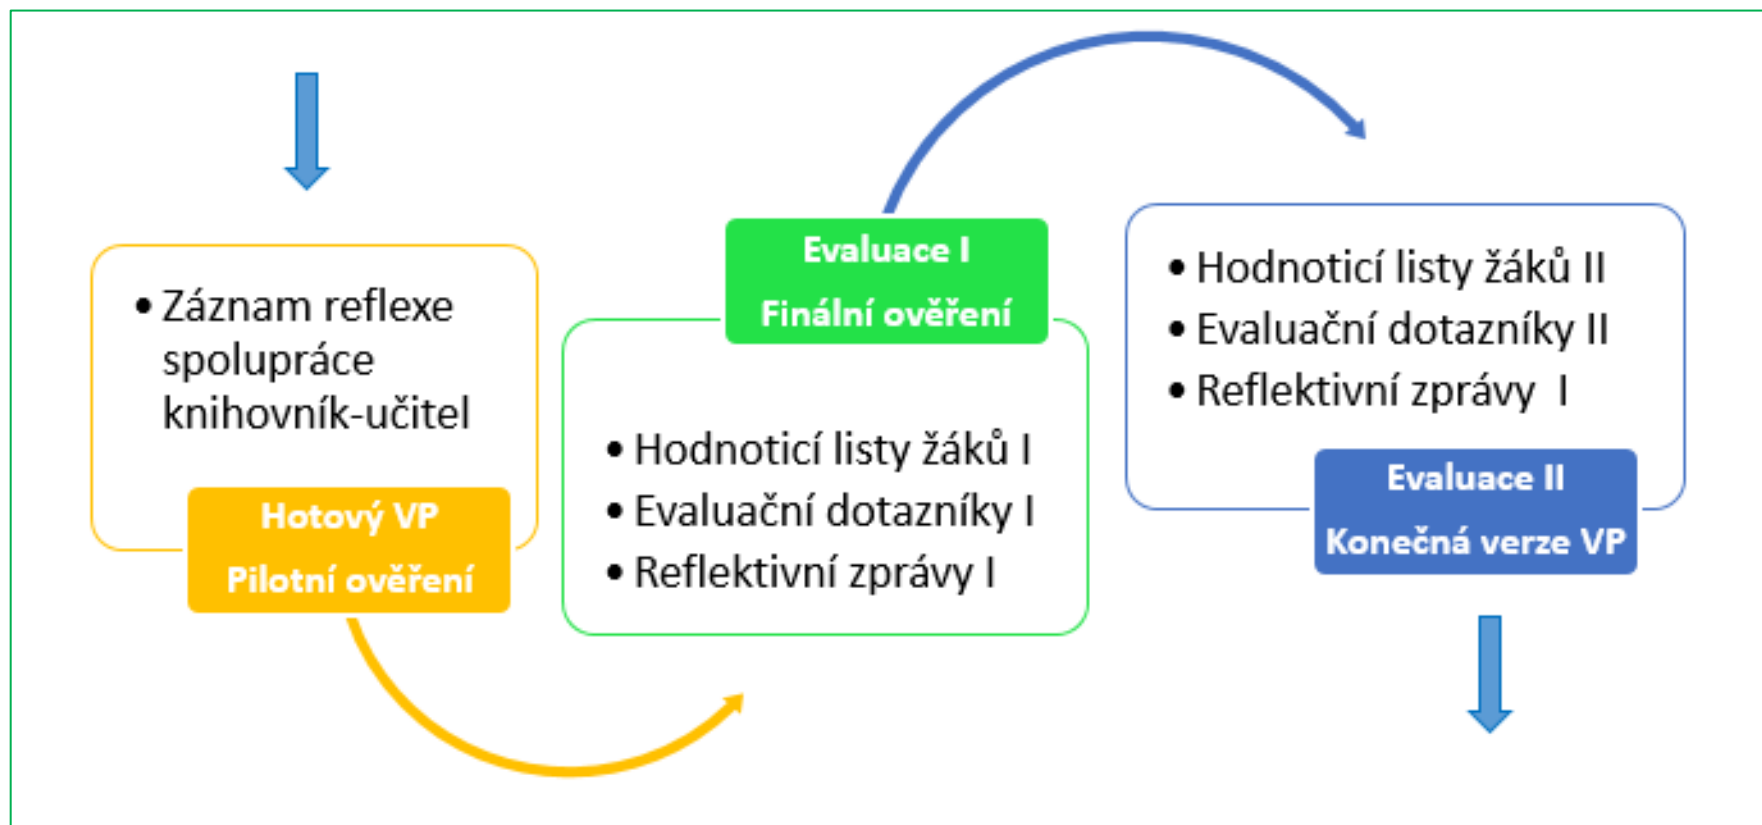 • Záznam reflexe
spolupráce
knihovník-učitel
Hotový VP
Pilotní ověření
Evaluace I
Finální ověření
• Hodnoticí listy žáků I
• Evaluační dotazníky I
• Reflektivní zprávy I
• Hodnoticí listy žáků II
• Evaluační dotazníky II
• Reflektivní zprávy  I
Evaluace II
Konečná verze VP